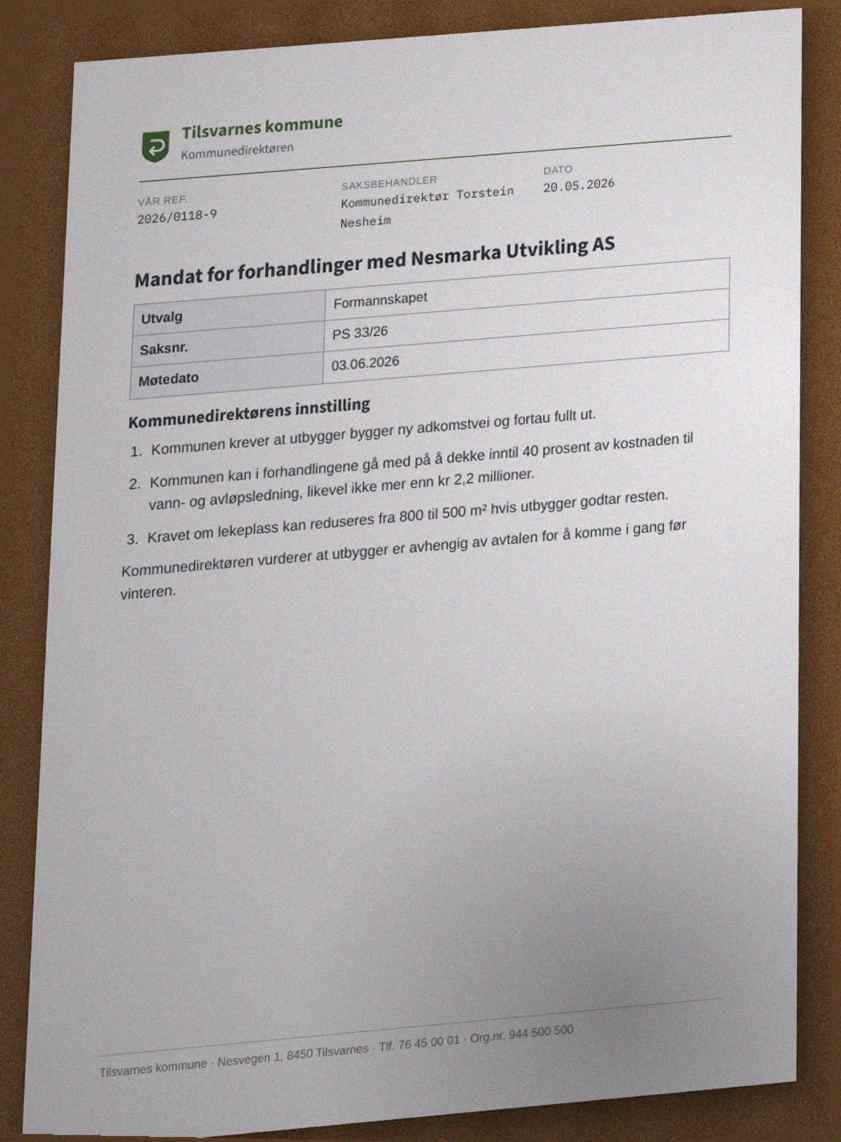 Tilsvarnes kommune
Kommunedirektøren
VÅR REF.
2026/0118-9
SAKSBEHANDLER
Kommunedirektør Torstein
Nesheim
DATO
20.05.2026
Mandat for forhandlinger med Nesmarka Utvikling AS
Utvalg Formannskapet
Saksnr. PS 33/26
Møtedato 03.06.2026
Kommunedirektørens innstilling
1. Kommunen krever at utbygger bygger ny adkomstvei og fortau fullt ut.
2. Kommunen kan i forhandlingene gå med på å dekke inntil 40 prosent av kostnaden til
vann- og avløpsledning, likevel ikke mer enn kr 2,2 millioner.
3. Kravet om lekeplass kan reduseres fra 800 til 500 m² hvis utbygger godtar resten.
Kommunedirektøren vurderer at utbygger er avhengig av avtalen for å komme i gang før
vinteren.
Tilsvarnes kommune · Nesvegen 1, 8450 Tilsvarnes · Tlf. 76 45 00 01 · Org.nr. 944 500 500